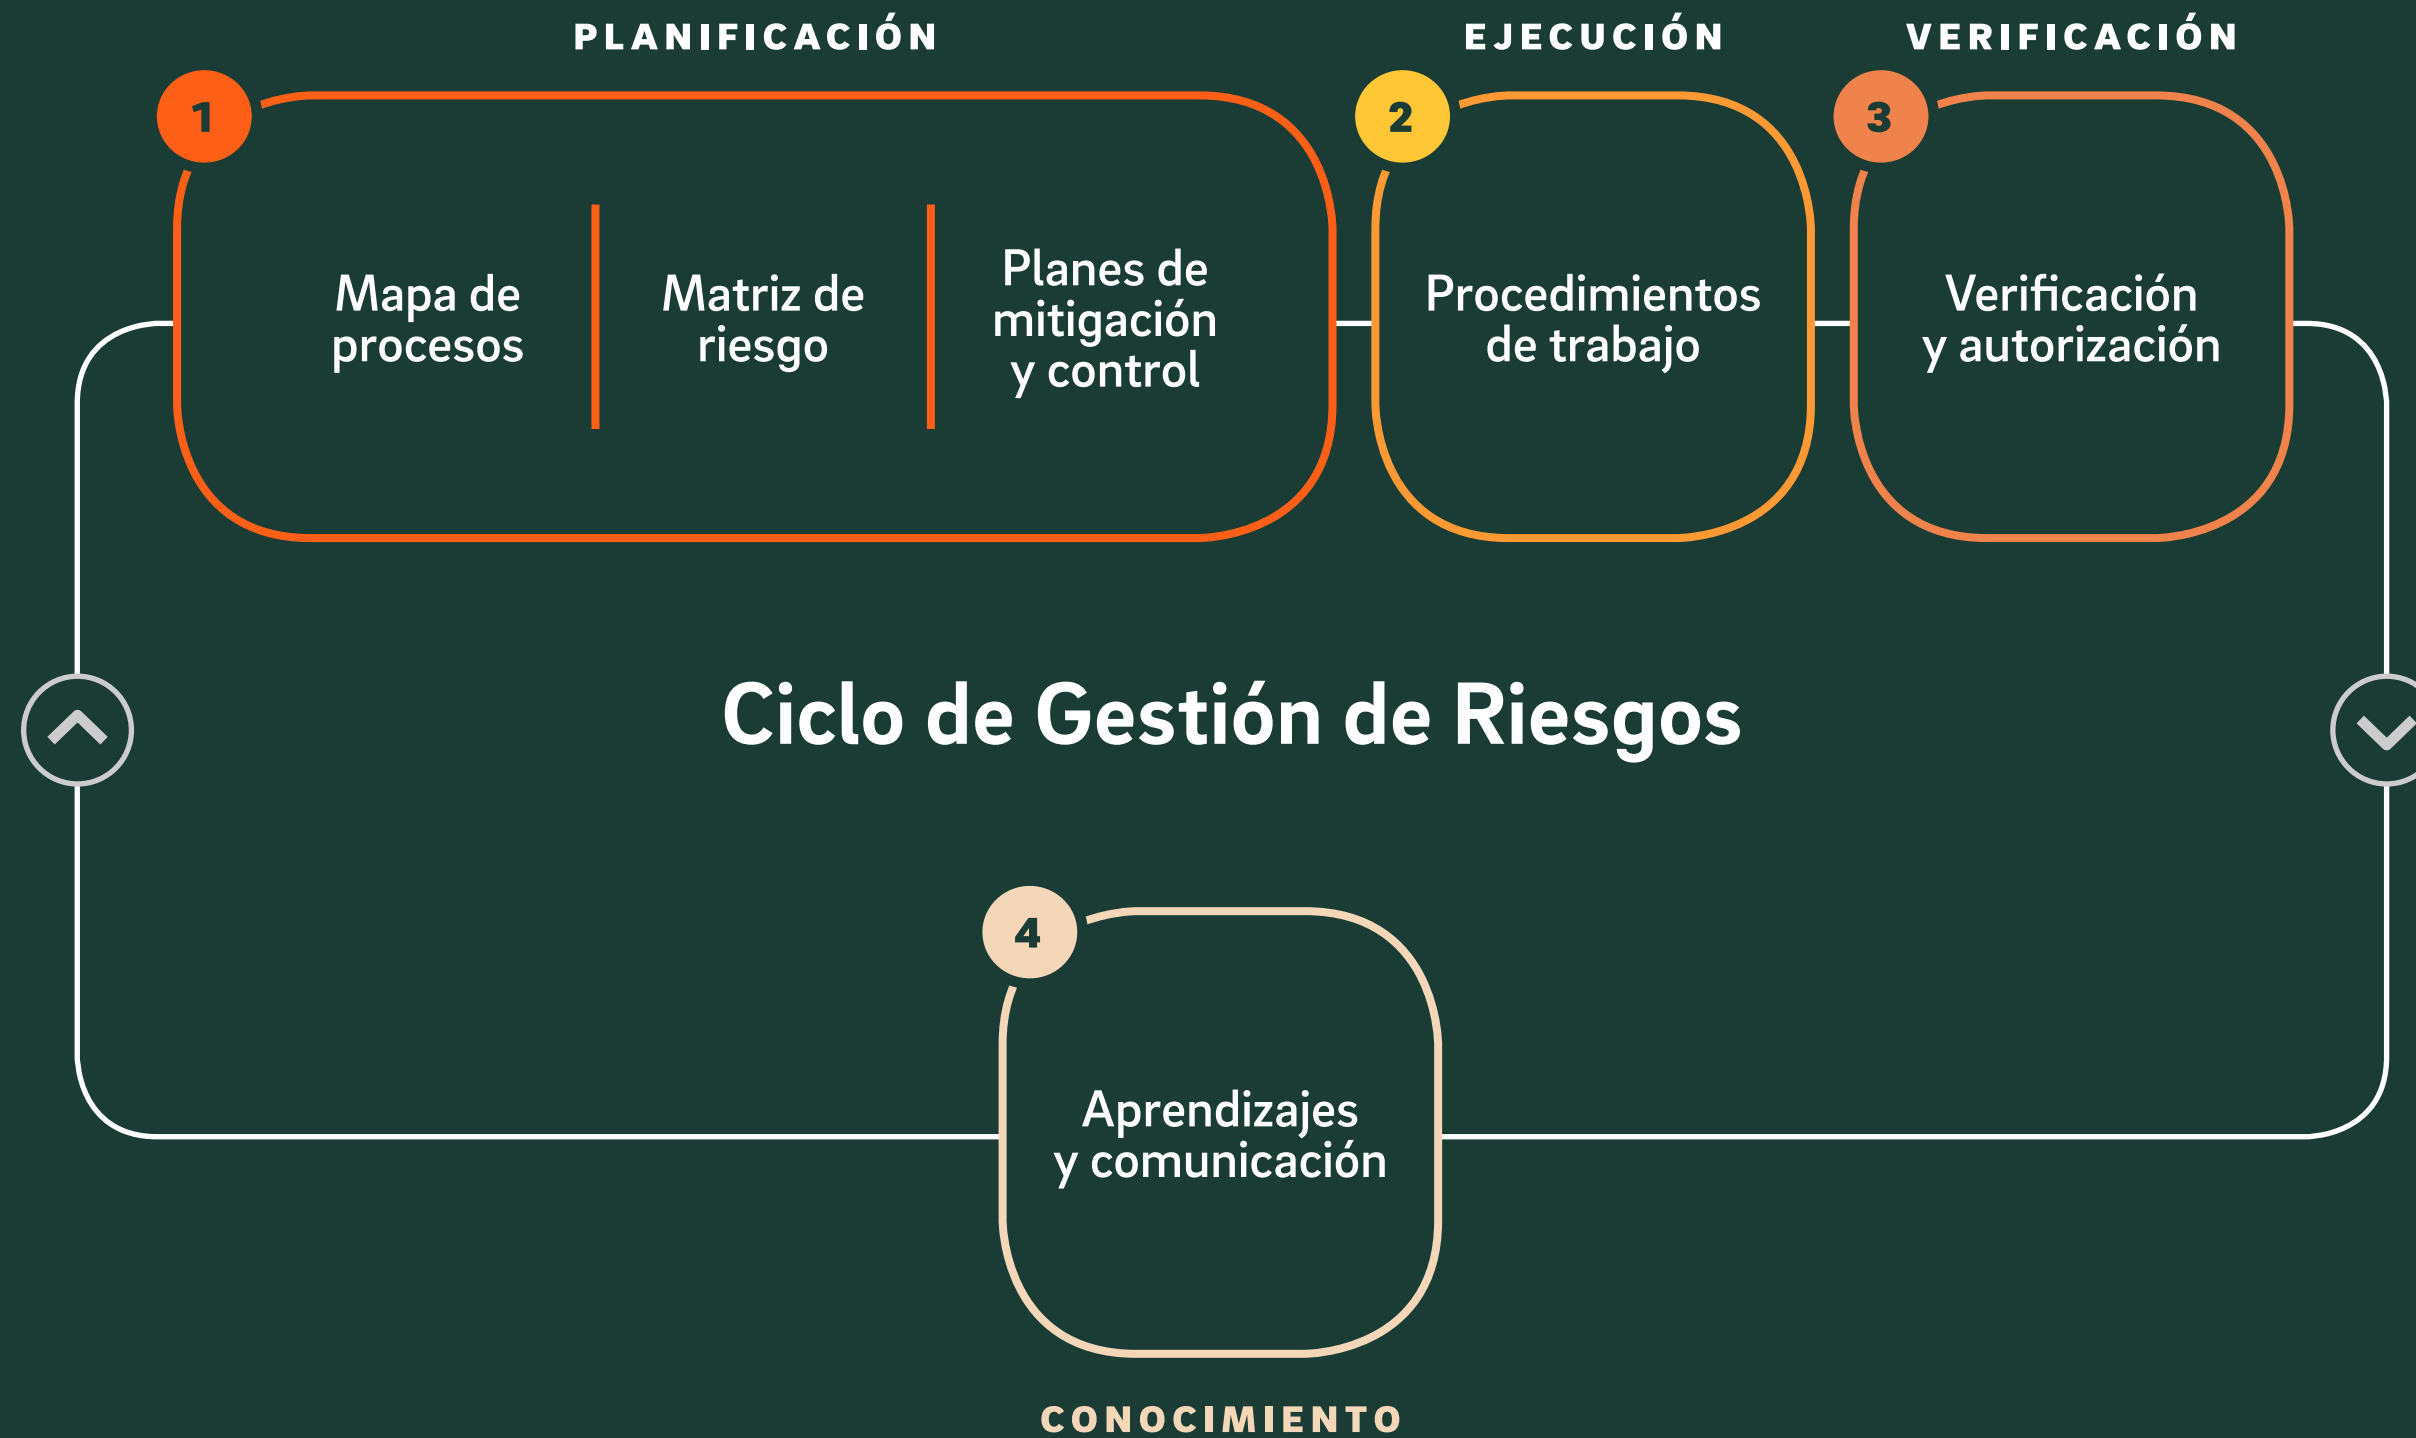 PLANIFICACIÓN
EJECUCIÓN
VERIFICACIÓN
1
2
3
Mapa de
procesos
Matriz de
riesgo
Planes de
mitigación
y control
Procedimientos
de trabajo
Verificación
y autorización
Ciclo de Gestión de Riesgos
4
Aprendizajes
y comunicación
CONOCIMIENTO